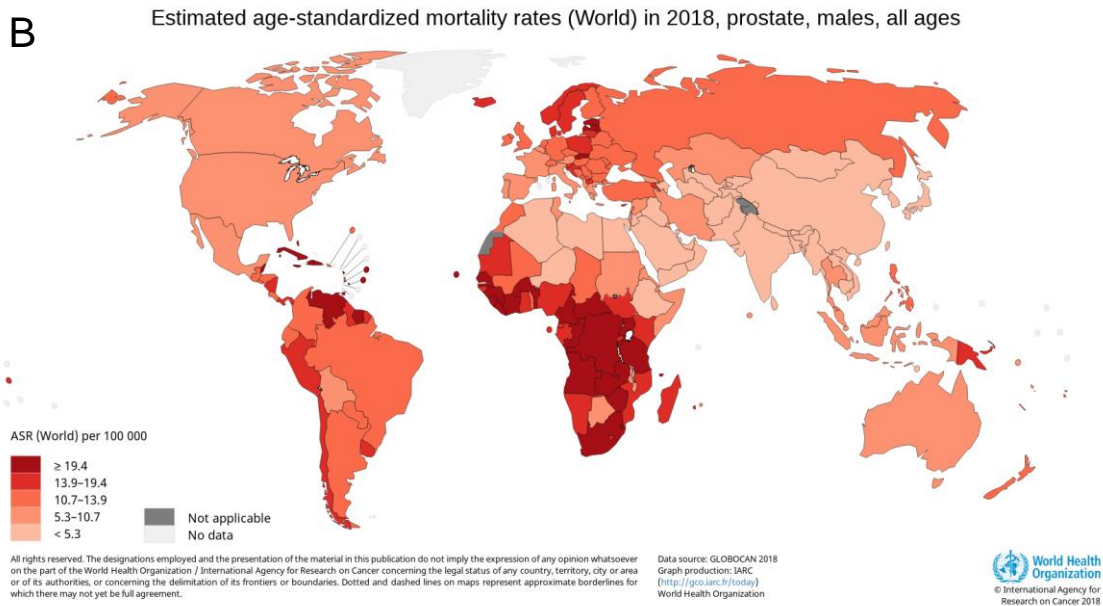 B
Estimated age-standardized mortality rates (World) in 2018, prostate, males, all ages
ASR (World) per 100 000
≥ 19.4
13.9–19.4
10.7–13.9
5.3–10.7
< 5.3
Not applicable
No data
All rights reserved. The designations employed and the presentation of the material in this publication do not imply the expression of any opinion whatsoever
on the part of the World Health Organization / International Agency for Research on Cancer concerning the legal status of any country, territory, city or area
or of its authorities, or concerning the delimitation of its frontiers or boundaries. Dotted and dashed lines on maps represent approximate borderlines for
which there may not yet be full agreement.
Data source: GLOBOCAN 2018
Graph production: IARC
(http://gco.iarc.fr/today)
World Health Organization
World Health
Organization
© International Agency for
Research on Cancer 2018